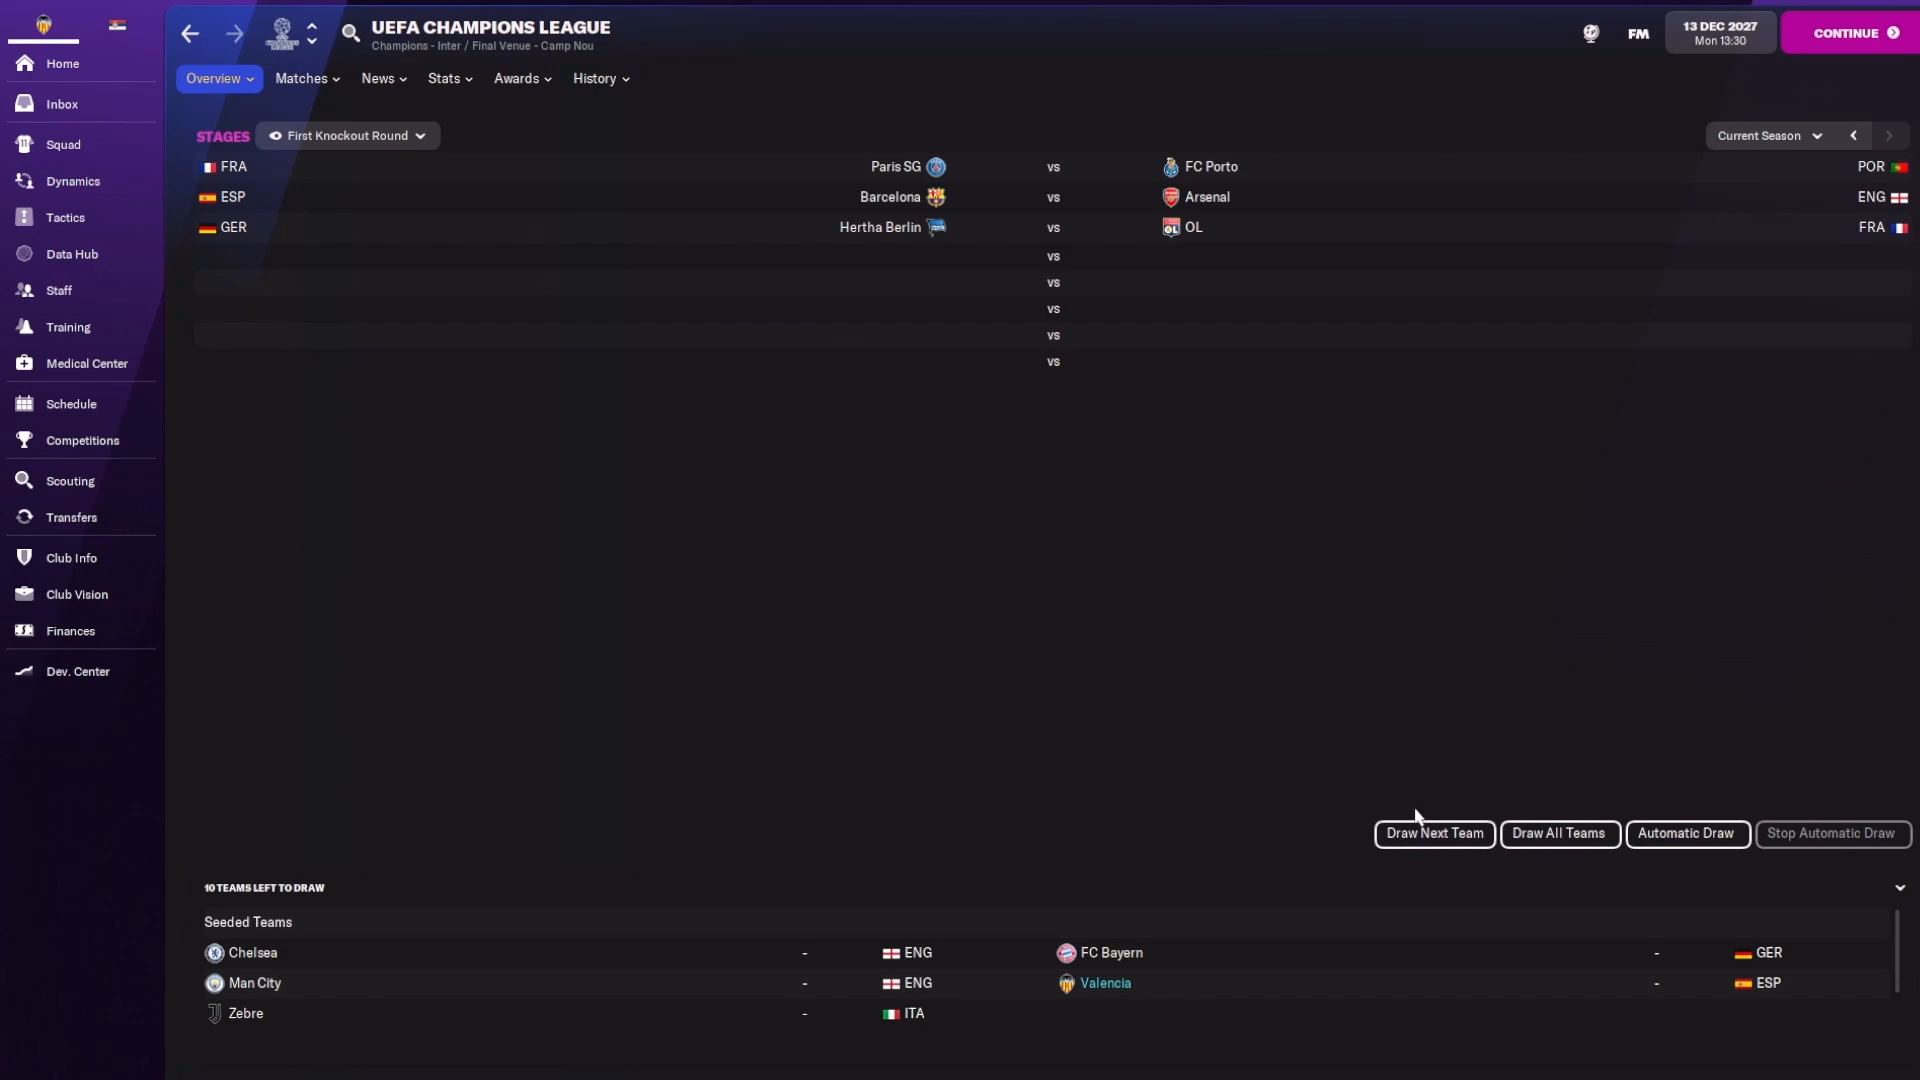 UEFA CHAMPIONS LEAGUE
Champions - Inter / Final Venue - Camp Nou
FM
13 DEC 2027
Mon 13:30
CONTINUE
Home
Inbox
Squad
Dynamics
Tactics
Data Hub
Staff
Training
Medical Center
Schedule
Competitions
Scouting
Transfers
Club Info
Club Vision
Finances
Dev. Center
Overview Matches News Stats Awards History
STAGES First Knockout Round Current Season
FRA Paris SG vs FC Porto POR
ESP Barcelona vs Arsenal ENG
GER Hertha Berlin vs OL FRA
vs
vs
vs
vs
vs
Draw Next Team Draw All Teams Automatic Draw Stop Automatic Draw
10 TEAMS LEFT TO DRAW
Seeded Teams
Chelsea - ENG FC Bayern - GER
Man City - ENG Valencia - ESP
Zebre - ITA